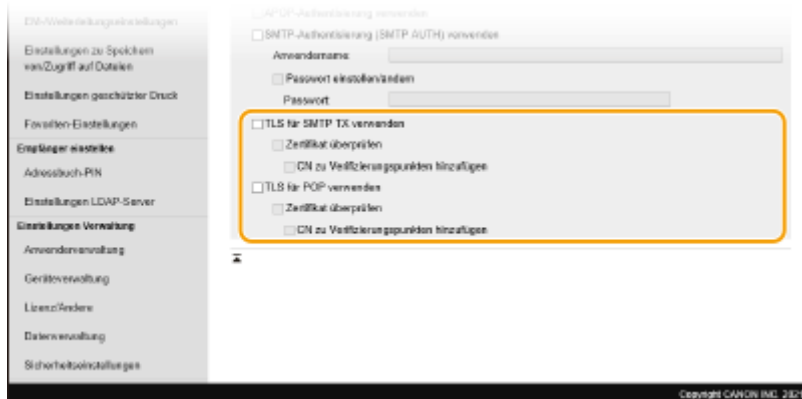 EM-/Weiterleitungseinstellungen
Einstellungen zu Speichern
von/Zugriff auf Dateien
Einstellungen geschützter Druck
Favoriten-Einstellungen
Empfänger einstellen
Adressbuch-PIN
Einstellungen LDAP-Server
Einstellungen Verwaltung
Anwenderverwaltung
Geräteverwaltung
Lizenz/Andere
Datenverwaltung
Sicherheitseinstellungen
APOP-Authentisierung verwenden
SMTP-Authentisierung (SMTP AUTH) verwenden
Anwendername:
Passwort einstellen/ändern
Passwort:
TLS für SMTP TX verwenden
Zertifikat überprüfen
CN zu Verifizierungspunkten hinzufügen
TLS für POP verwenden
Zertifikat überprüfen
CN zu Verifizierungspunkten hinzufügen
Copyright CANON INC.